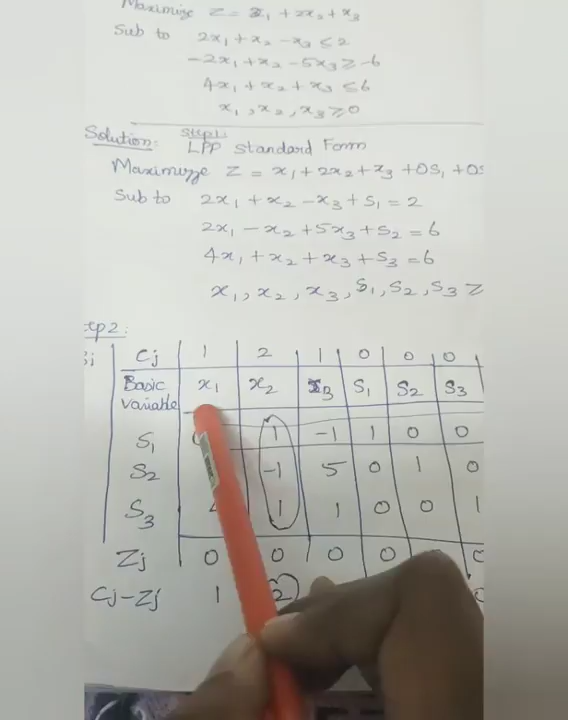 Maximize Z = x₁ + 2x₂ + x₃
Sub to 2x₁ + x₂ - x₃ ≤ 2
-2x₁ + x₂ - 5x₃ ≥ -6
4x₁ + x₂ + x₃ ≤ 6
x₁, x₂, x₃ ≥ 0
Solution: Step1:
LPP Standard Form
Maximize Z = x₁ + 2x₂ + x₃ + 0S₁ + 0S
Sub to 2x₁ + x₂ - x₃ + S₁ = 2
2x₁ - x₂ + 5x₃ + S₂ = 6
4x₁ + x₂ + x₃ + S₃ = 6
x₁, x₂, x₃, S₁, S₂, S₃ ≥
tep2:
Cj 1 2 1 0 0 0
Basic Variable x₁ x₂ x₃ S₁ S₂ S₃
S₁ 1 -1 1 0 0
S₂ -1 5 0 1 0
S₃ 4 1 1 0 0 1
Zj 0 0 0 0 0
Cj-Zj 1 2